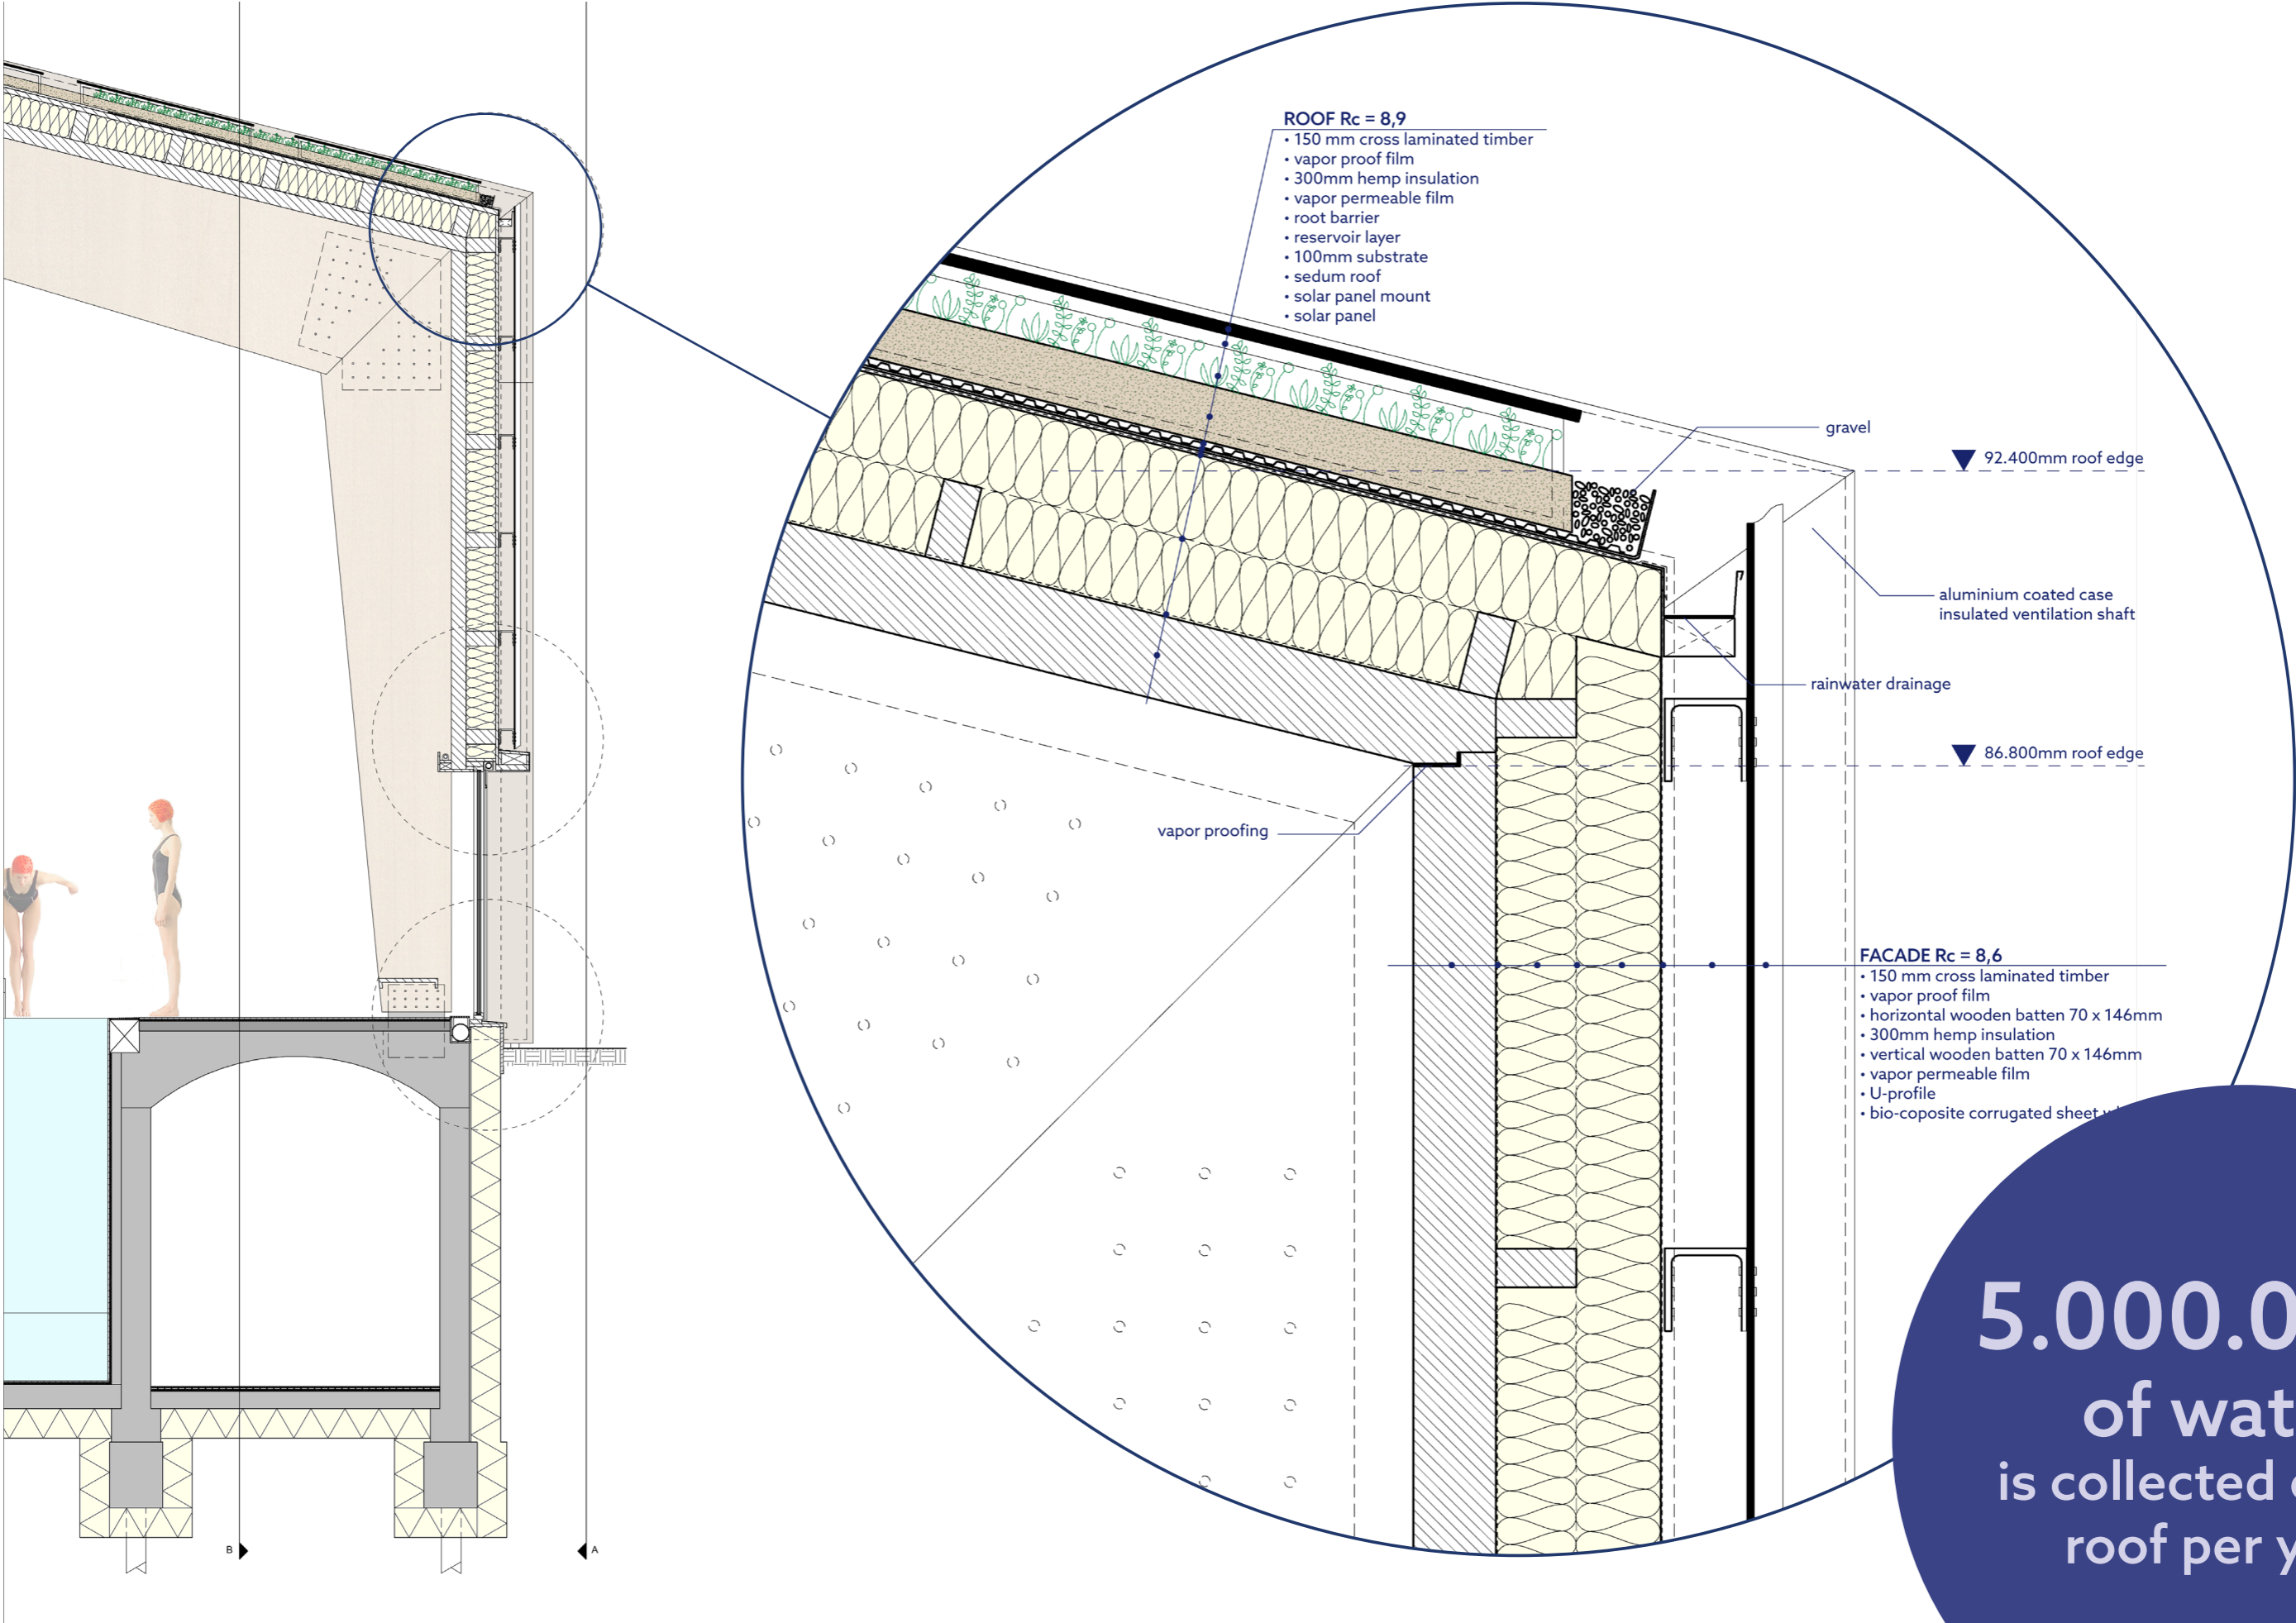 ROOF Rc = 8,9
• 150 mm cross laminated timber
• vapor proof film
• 300mm hemp insulation
• vapor permeable film
• root barrier
• reservoir layer
• 100mm substrate
• sedum roof
• solar panel mount
• solar panel
gravel
92.400mm roof edge
aluminium coated case
insulated ventilation shaft
rainwater drainage
86.800mm roof edge
vapor proofing
FACADE Rc = 8,6
• 150 mm cross laminated timber
• vapor proof film
• horizontal wooden batten 70 x 146mm
• 300mm hemp insulation
• vertical wooden batten 70 x 146mm
• vapor permeable film
• U-profile
• bio-coposite corrugated sheet
5.000.0
of wat
is collected
roof per y
B
A